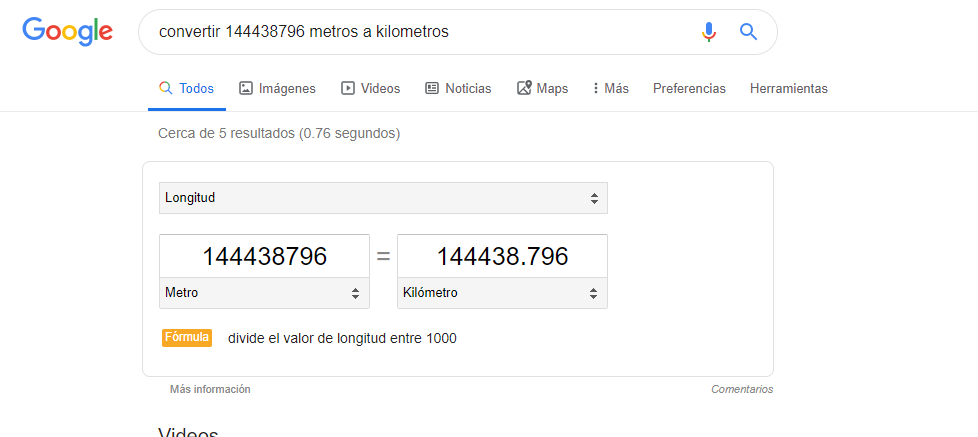 Google
convertir 144438796 metros a kilometros
Todos Imágenes Videos Noticias Maps Más Preferencias Herramientas
Cerca de 5 resultados (0.76 segundos)
Longitud
144438796 = 144438.796
Metro Kilómetro
Fórmula divide el valor de longitud entre 1000
Más información Comentarios
Videos